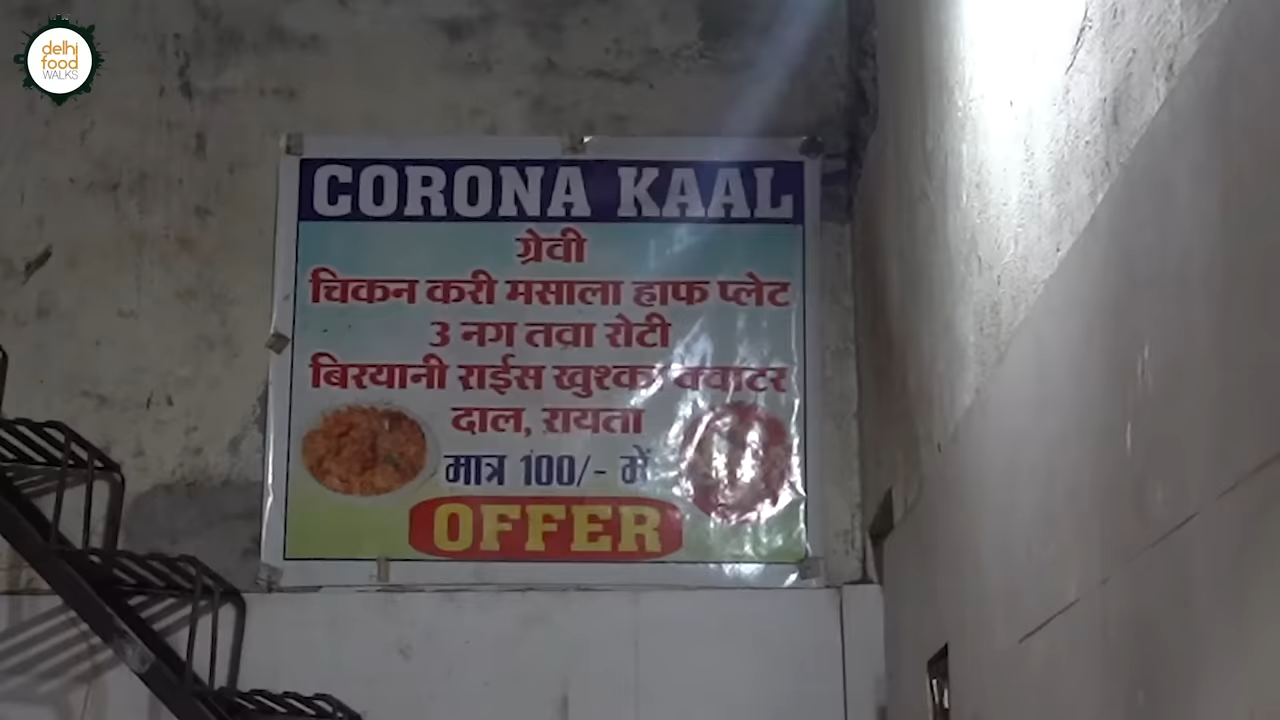 delhi
food
WALKS
CORONA KAAL
ग्रेवी
चिकन करी मसाला हाफ प्लेट
3 नग तवा रोटी
बिरयानी राईस खुश्का क्वाटर
दाल, रायता
मात्र 100/- में
OFFER